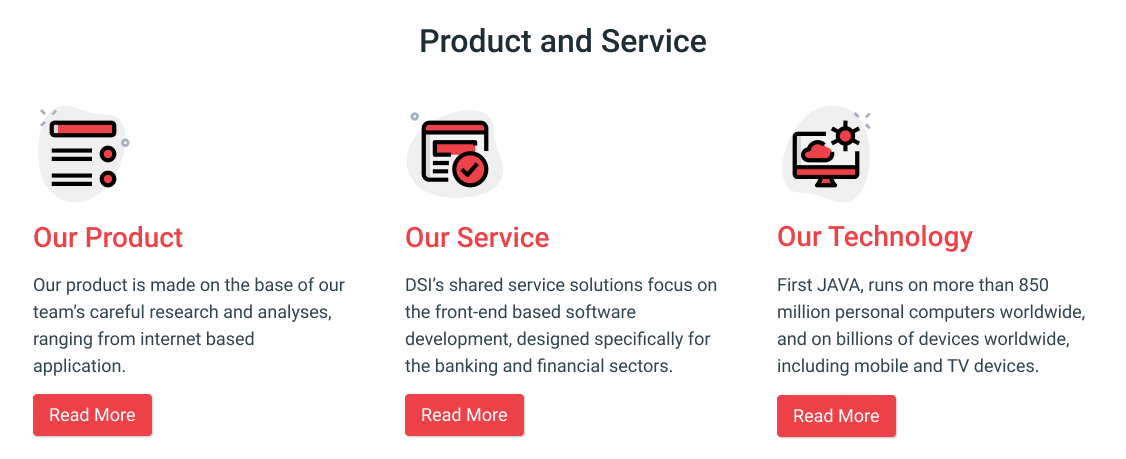 Product and Service
Our Product
Our product is made on the base of our
team’s careful research and analyses,
ranging from internet based
application.
Read More
Our Service
DSI’s shared service solutions focus on
the front-end based software
development, designed specifically for
the banking and financial sectors.
Read More
Our Technology
First JAVA, runs on more than 850
million personal computers worldwide,
and on billions of devices worldwide,
including mobile and TV devices.
Read More